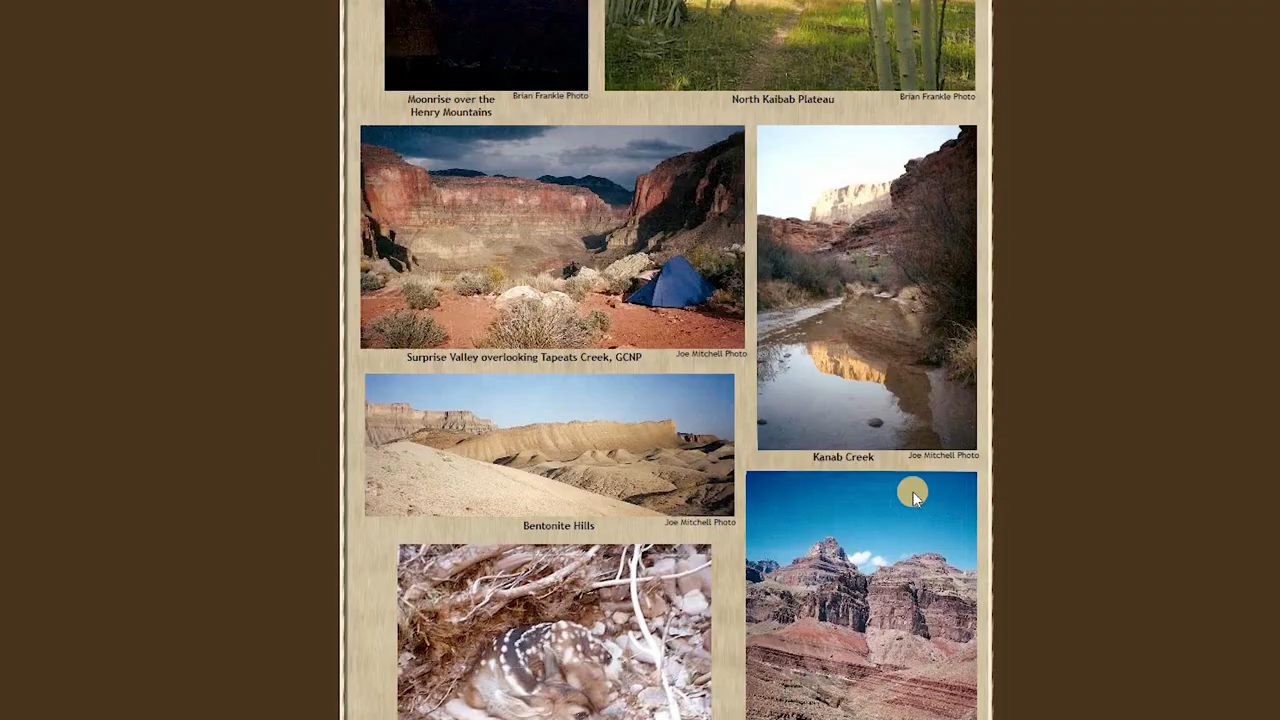 Moonrise over the
Henry Mountains
Brian Frankle Photo
North Kaibab Plateau
Brian Frankle Photo
Surprise Valley overlooking Tapeats Creek, GCNP
Joe Mitchell Photo
Kanab Creek
Joe Mitchell Photo
Bentonite Hills
Joe Mitchell Photo